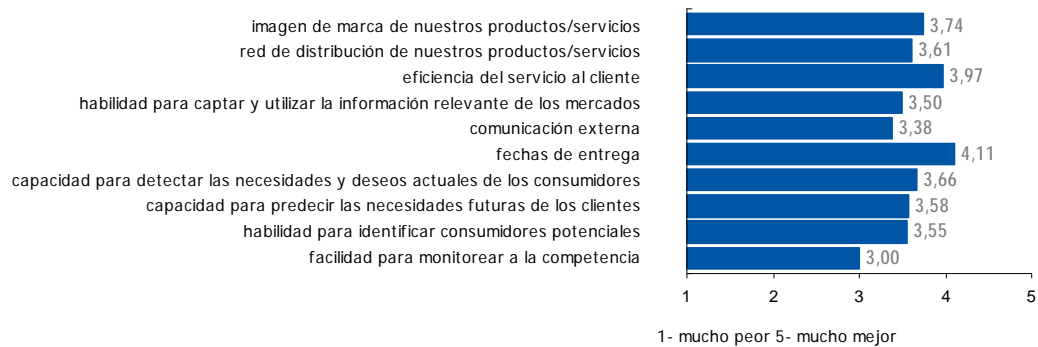 imagen de marca de nuestros productos/servicios 3,74
red de distribución de nuestros productos/servicios 3,61
eficiencia del servicio al cliente 3,97
habilidad para captar y utilizar la información relevante de los mercados 3,50
comunicación externa 3,38
fechas de entrega 4,11
capacidad para detectar las necesidades y deseos actuales de los consumidores 3,66
capacidad para predecir las necesidades futuras de los clientes 3,58
habilidad para identificar consumidores potenciales 3,55
facilidad para monitorear a la competencia 3,00
1 2 3 4 5
1- mucho peor 5- mucho mejor